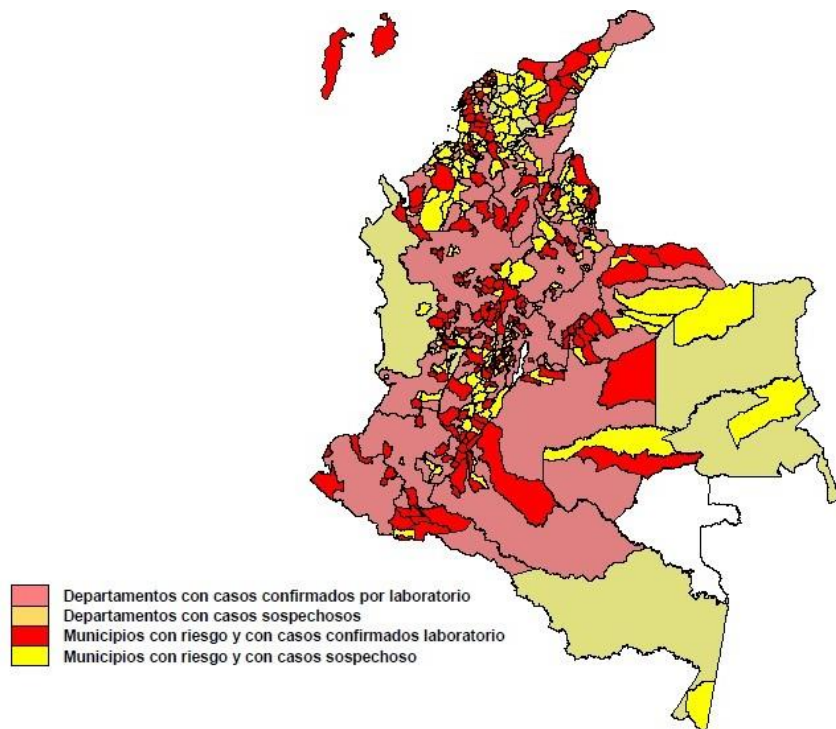 Departamentos con casos confirmados por laboratorio
Departamentos con casos sospechosos
Municipios con riesgo y con casos confirmados laboratorio
Municipios con riesgo y con casos sospechoso